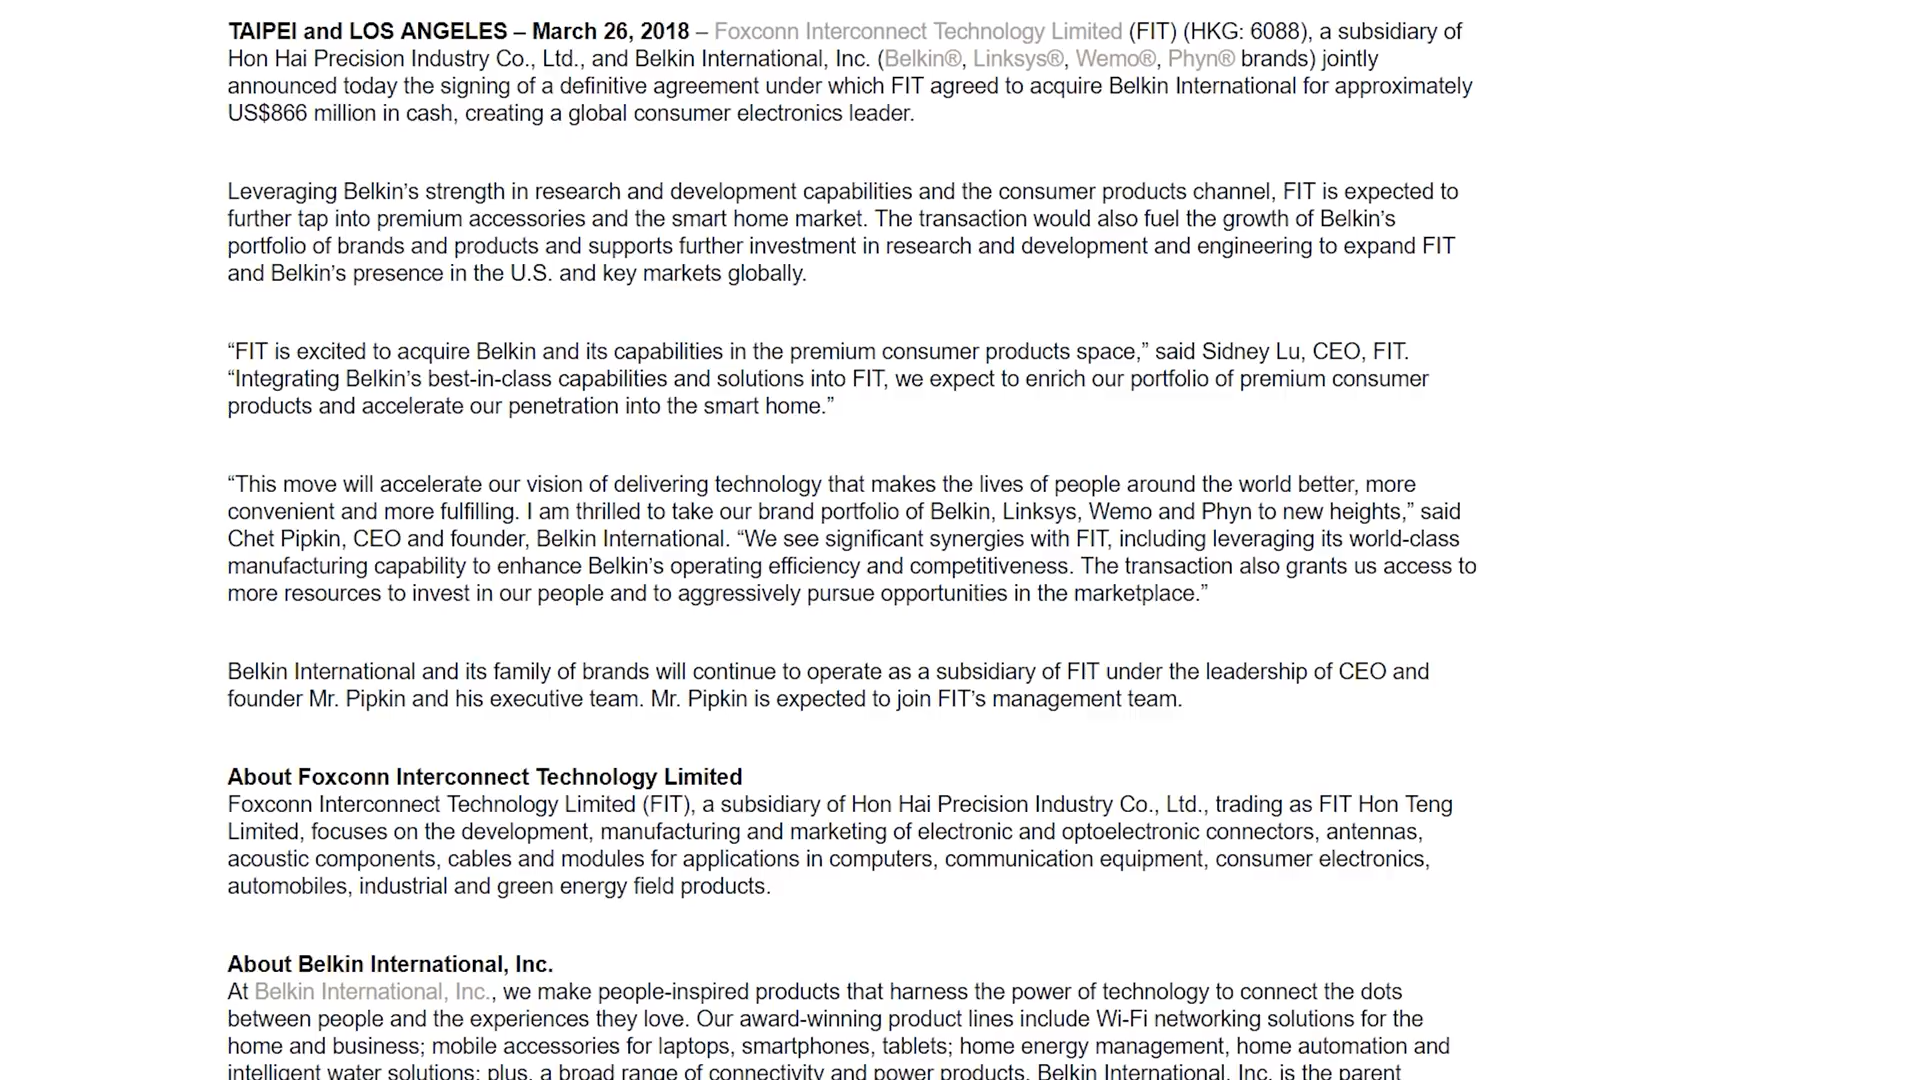 TAIPEI and LOS ANGELES – March 26, 2018 – Foxconn Interconnect Technology Limited (FIT) (HKG: 6088), a subsidiary of
Hon Hai Precision Industry Co., Ltd., and Belkin International, Inc. (Belkin®, Linksys®, Wemo®, Phyn® brands) jointly
announced today the signing of a definitive agreement under which FIT agreed to acquire Belkin International for approximately
US$866 million in cash, creating a global consumer electronics leader.
Leveraging Belkin’s strength in research and development capabilities and the consumer products channel, FIT is expected to
further tap into premium accessories and the smart home market. The transaction would also fuel the growth of Belkin’s
portfolio of brands and products and supports further investment in research and development and engineering to expand FIT
and Belkin’s presence in the U.S. and key markets globally.
“FIT is excited to acquire Belkin and its capabilities in the premium consumer products space,” said Sidney Lu, CEO, FIT.
“Integrating Belkin’s best-in-class capabilities and solutions into FIT, we expect to enrich our portfolio of premium consumer
products and accelerate our penetration into the smart home.”
“This move will accelerate our vision of delivering technology that makes the lives of people around the world better, more
convenient and more fulfilling. I am thrilled to take our brand portfolio of Belkin, Linksys, Wemo and Phyn to new heights,” said
Chet Pipkin, CEO and founder, Belkin International. “We see significant synergies with FIT, including leveraging its world-class
manufacturing capability to enhance Belkin’s operating efficiency and competitiveness. The transaction also grants us access to
more resources to invest in our people and to aggressively pursue opportunities in the marketplace.”
Belkin International and its family of brands will continue to operate as a subsidiary of FIT under the leadership of CEO and
founder Mr. Pipkin and his executive team. Mr. Pipkin is expected to join FIT’s management team.
About Foxconn Interconnect Technology Limited
Foxconn Interconnect Technology Limited (FIT), a subsidiary of Hon Hai Precision Industry Co., Ltd., trading as FIT Hon Teng
Limited, focuses on the development, manufacturing and marketing of electronic and optoelectronic connectors, antennas,
acoustic components, cables and modules for applications in computers, communication equipment, consumer electronics,
automobiles, industrial and green energy field products.
About Belkin International, Inc.
At Belkin International, Inc., we make people-inspired products that harness the power of technology to connect the dots
between people and the experiences they love. Our award-winning product lines include Wi-Fi networking solutions for the
home and business; mobile accessories for laptops, smartphones, tablets; home energy management, home automation and
intelligent water solutions; plus, a broad range of connectivity and power products. Belkin International, Inc. is the parent